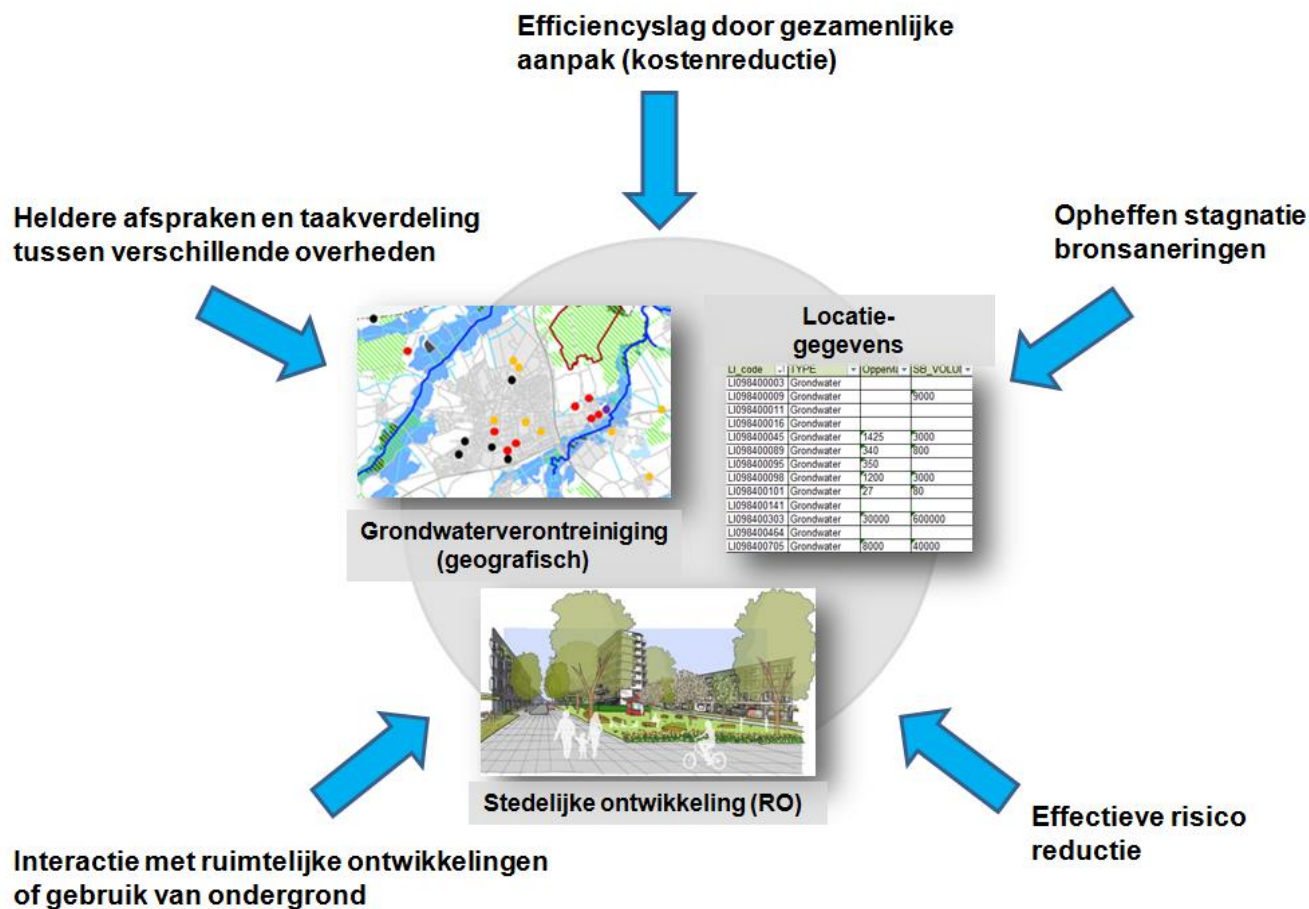 Efficiencyslag door gezamenlijke
aanpak (kostenreductie)
Heldere afspraken en taakverdeling
tussen verschillende overheden
Opheffen stagnatie
bronsaneringen
Locatie-
gegevens
LI_code TYPE Oppervla SB_VOLUM
LI098400003 Grondwater
LI098400009 Grondwater 9000
LI098400011 Grondwater
LI098400016 Grondwater
LI098400045 Grondwater 1425 3000
LI098400089 Grondwater 340 800
LI098400095 Grondwater 350
LI098400098 Grondwater 1200 3000
LI098400101 Grondwater 27 80
LI098400141 Grondwater
LI098400303 Grondwater 30000 600000
LI098400464 Grondwater
LI098400705 Grondwater 8000 40000
Grondwaterverontreiniging
(geografisch)
Stedelijke ontwikkeling (RO)
Effectieve risico
reductie
Interactie met ruimtelijke ontwikkelingen
of gebruik van ondergrond